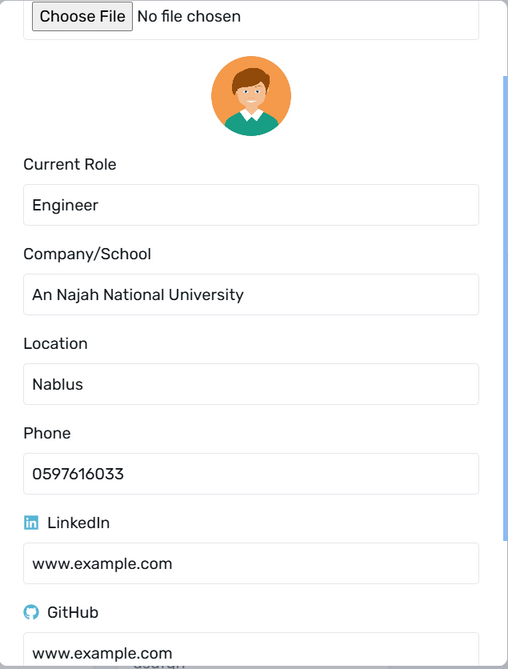 Choose File No file chosen
Current Role
Engineer
Company/School
An Najah National University
Location
Nablus
Phone
0597616033
LinkedIn
www.example.com
GitHub
www.example.com